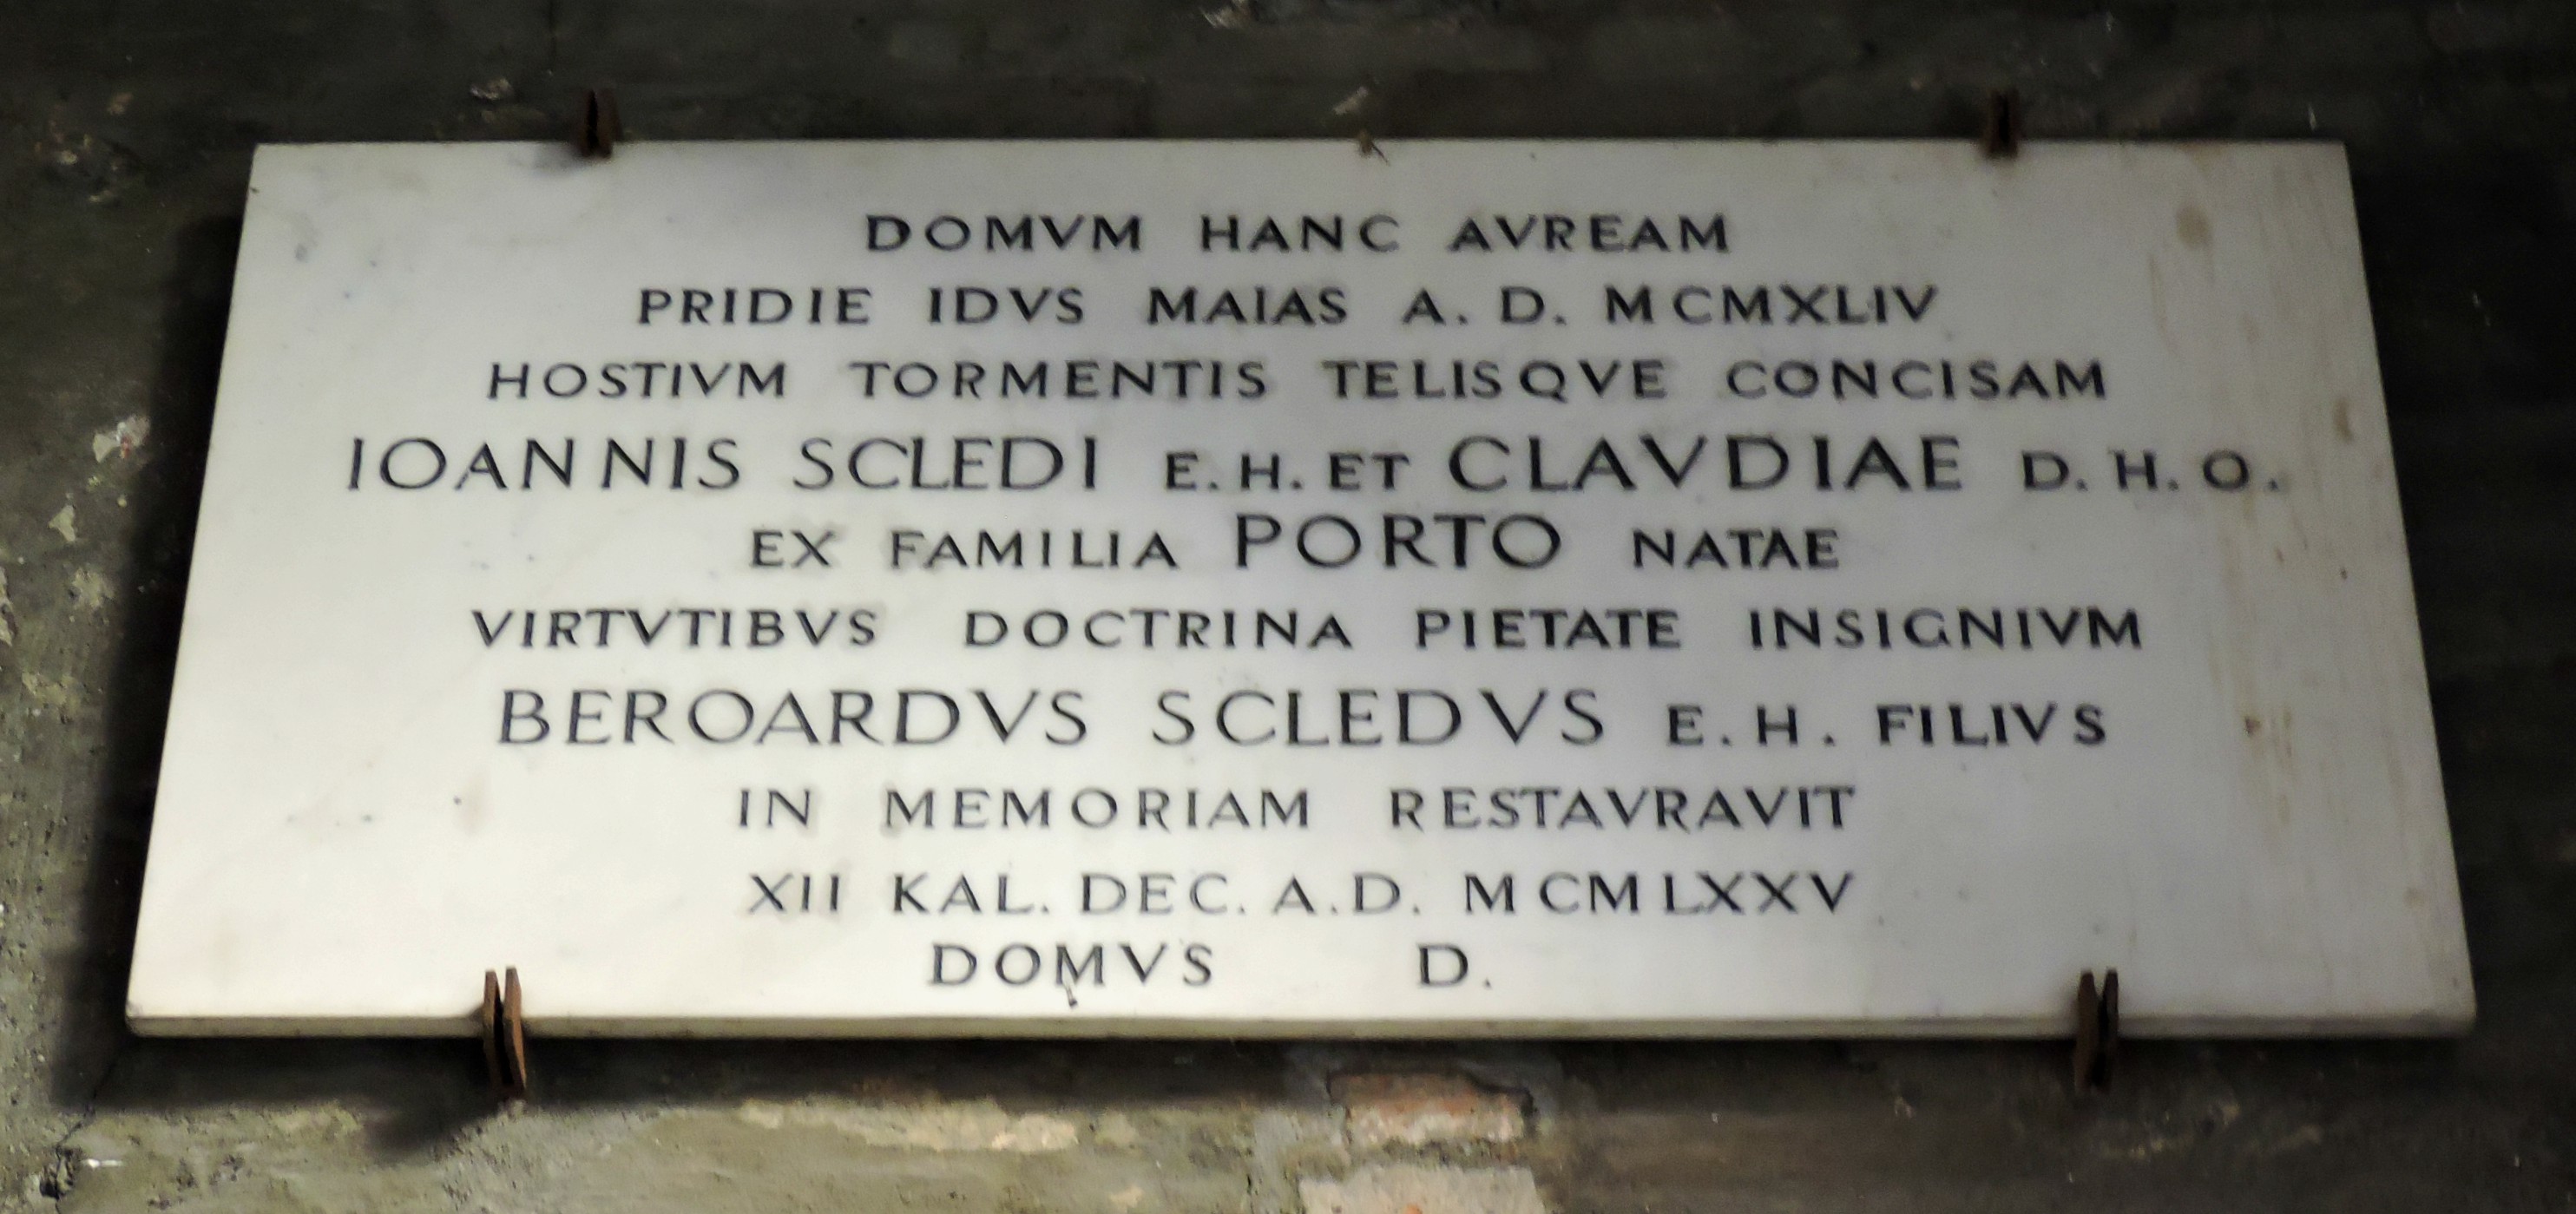 DOMVM HANC AVREAM
PRIDIE IDVS MAIAS A. D. MCMXLIV
HOSTIVM TORMENTIS TELISQVE CONCISAM
IOANNIS SCLEDI E. H. ET CLAVDIAE D. H. O.
EX FAMILIA PORTO NATAE
VIRTVTIBVS DOCTRINA PIETATE INSIGNIVM
BEROARDVS SCLEDVS E. H. FILIVS
IN MEMORIAM RESTAVRAVIT
XII KAL. DEC. A. D. MCMLXXV
DOMVS D.